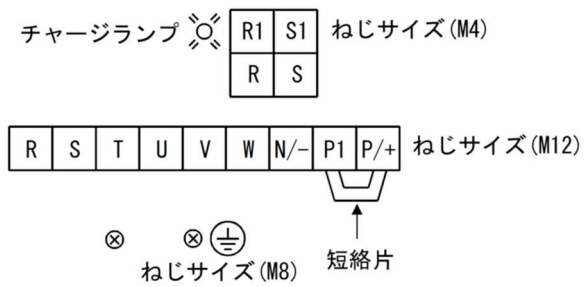 チャージランプ R1 S1 ねじサイズ(M4)
R S
R S T U V W N/- P1 P/+ ねじサイズ(M12)
短絡片
ねじサイズ(M8)